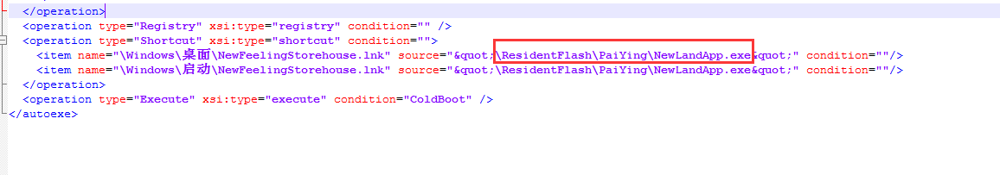 </operation>
<operation type="Registry" xsi:type="registry" condition="" />
<operation type="Shortcut" xsi:type="shortcut" condition="">
<item name="\Windows\桌面\NewFeelingStorehouse.lnk" source="&quot;\ResidentFlash\PaiYing\NewLandApp.exe&quot;" condition=""/>
<item name="\Windows\启动\NewFeelingStorehouse.lnk" source="&quot;\ResidentFlash\PaiYing\NewLandApp.exe&quot;" condition=""/>
</operation>
<operation type="Execute" xsi:type="execute" condition="ColdBoot" />
</autoexe>